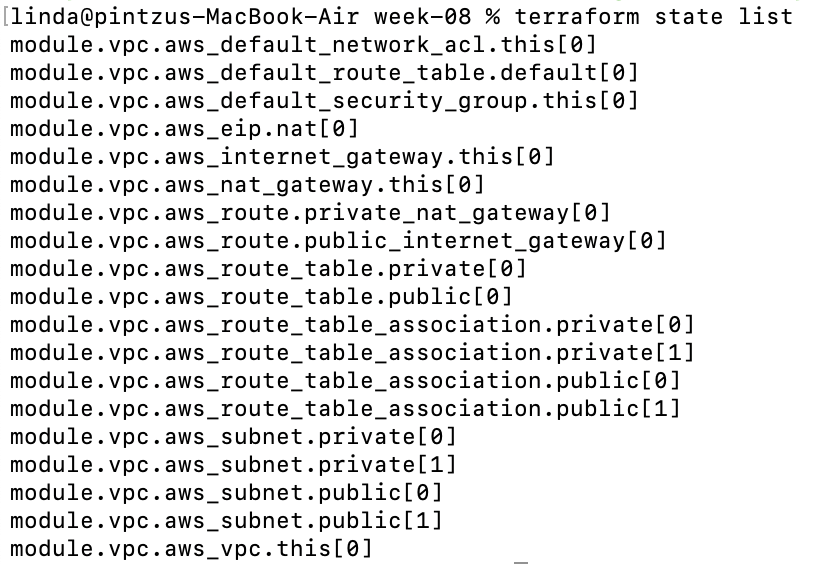 [linda@pintzus-MacBook-Air week-08 % terraform state list
module.vpc.aws_default_network_acl.this[0]
module.vpc.aws_default_route_table.default[0]
module.vpc.aws_default_security_group.this[0]
module.vpc.aws_eip.nat[0]
module.vpc.aws_internet_gateway.this[0]
module.vpc.aws_nat_gateway.this[0]
module.vpc.aws_route.private_nat_gateway[0]
module.vpc.aws_route.public_internet_gateway[0]
module.vpc.aws_route_table.private[0]
module.vpc.aws_route_table.public[0]
module.vpc.aws_route_table_association.private[0]
module.vpc.aws_route_table_association.private[1]
module.vpc.aws_route_table_association.public[0]
module.vpc.aws_route_table_association.public[1]
module.vpc.aws_subnet.private[0]
module.vpc.aws_subnet.private[1]
module.vpc.aws_subnet.public[0]
module.vpc.aws_subnet.public[1]
module.vpc.aws_vpc.this[0]